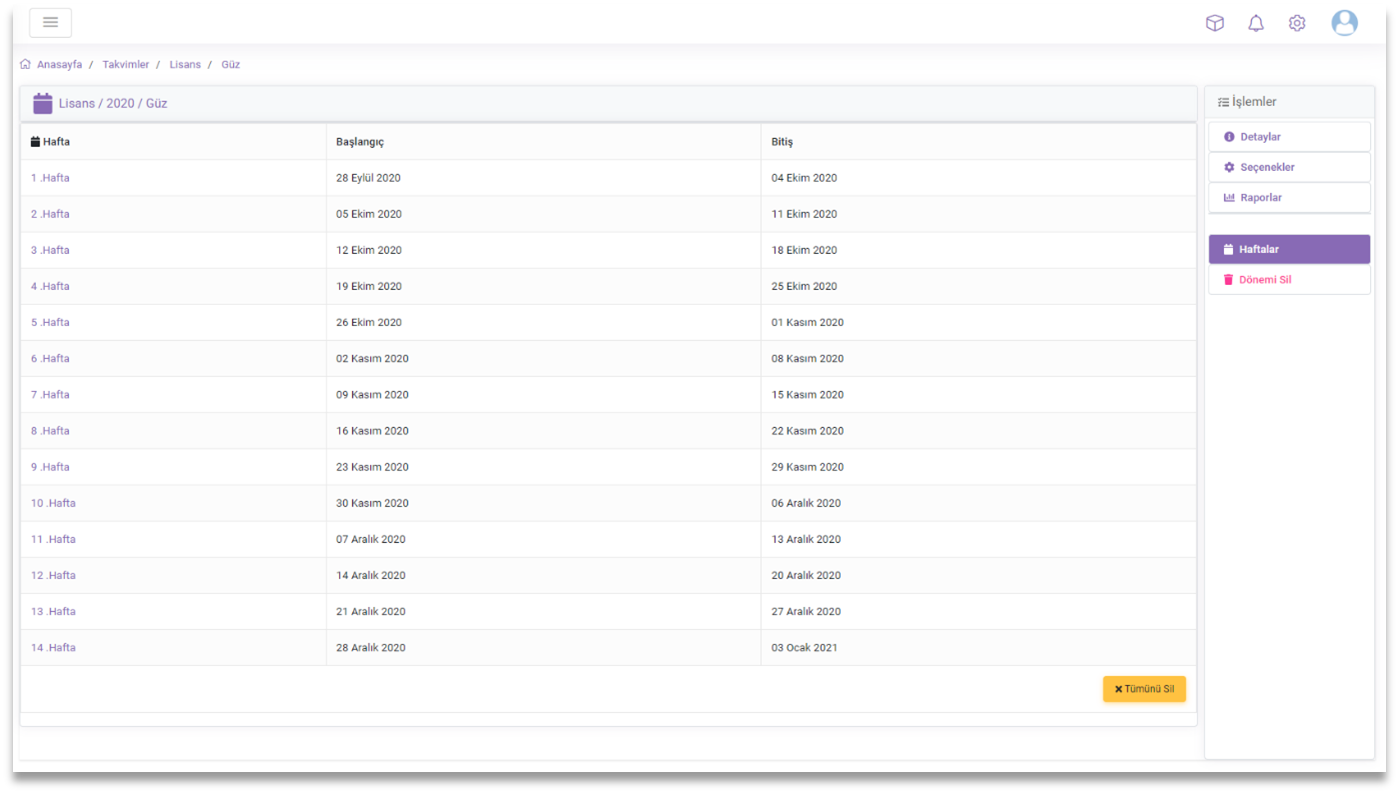 Anasayfa / Takvimler / Lisans / Güz
Lisans / 2020 / Güz
Hafta Başlangıç Bitiş
1 .Hafta 28 Eylül 2020 04 Ekim 2020
2 .Hafta 05 Ekim 2020 11 Ekim 2020
3 .Hafta 12 Ekim 2020 18 Ekim 2020
4 .Hafta 19 Ekim 2020 25 Ekim 2020
5 .Hafta 26 Ekim 2020 01 Kasım 2020
6 .Hafta 02 Kasım 2020 08 Kasım 2020
7 .Hafta 09 Kasım 2020 15 Kasım 2020
8 .Hafta 16 Kasım 2020 22 Kasım 2020
9 .Hafta 23 Kasım 2020 29 Kasım 2020
10 .Hafta 30 Kasım 2020 06 Aralık 2020
11 .Hafta 07 Aralık 2020 13 Aralık 2020
12 .Hafta 14 Aralık 2020 20 Aralık 2020
13 .Hafta 21 Aralık 2020 27 Aralık 2020
14 .Hafta 28 Aralık 2020 03 Ocak 2021
Tümünü Sil
İşlemler
Detaylar
Seçenekler
Raporlar
Haftalar
Dönemi Sil